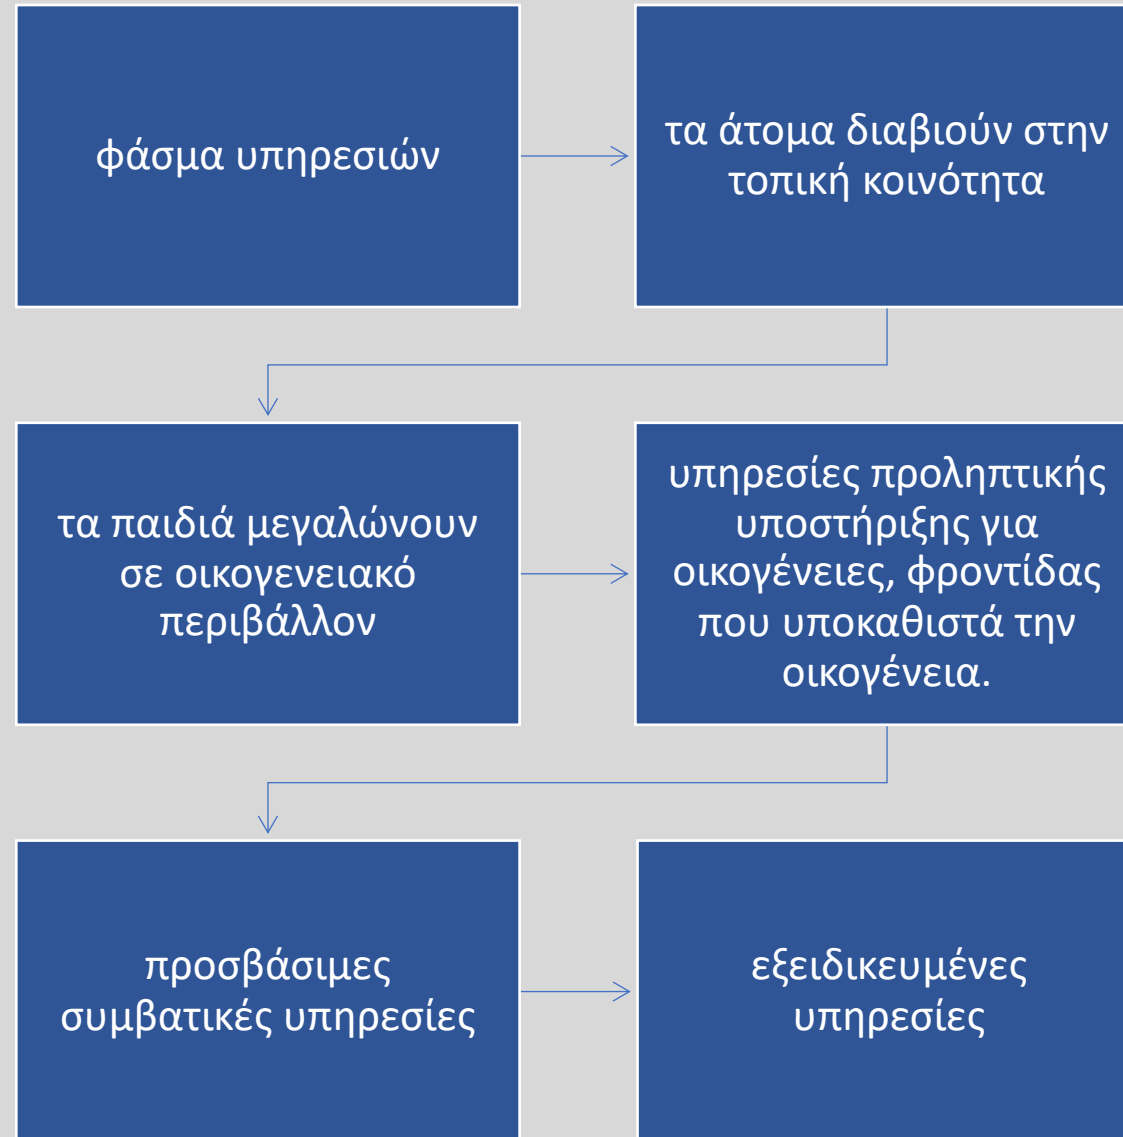 φάσμα υπηρεσιών
τα άτομα διαβιούν στην
τοπική κοινότητα
τα παιδιά μεγαλώνουν
σε οικογενειακό
περιβάλλον
υπηρεσίες προληπτικής
υποστήριξης για
οικογένειες, φροντίδας
που υποκαθιστά την
οικογένεια.
προσβάσιμες
συμβατικές υπηρεσίες
εξειδικευμένες
υπηρεσίες